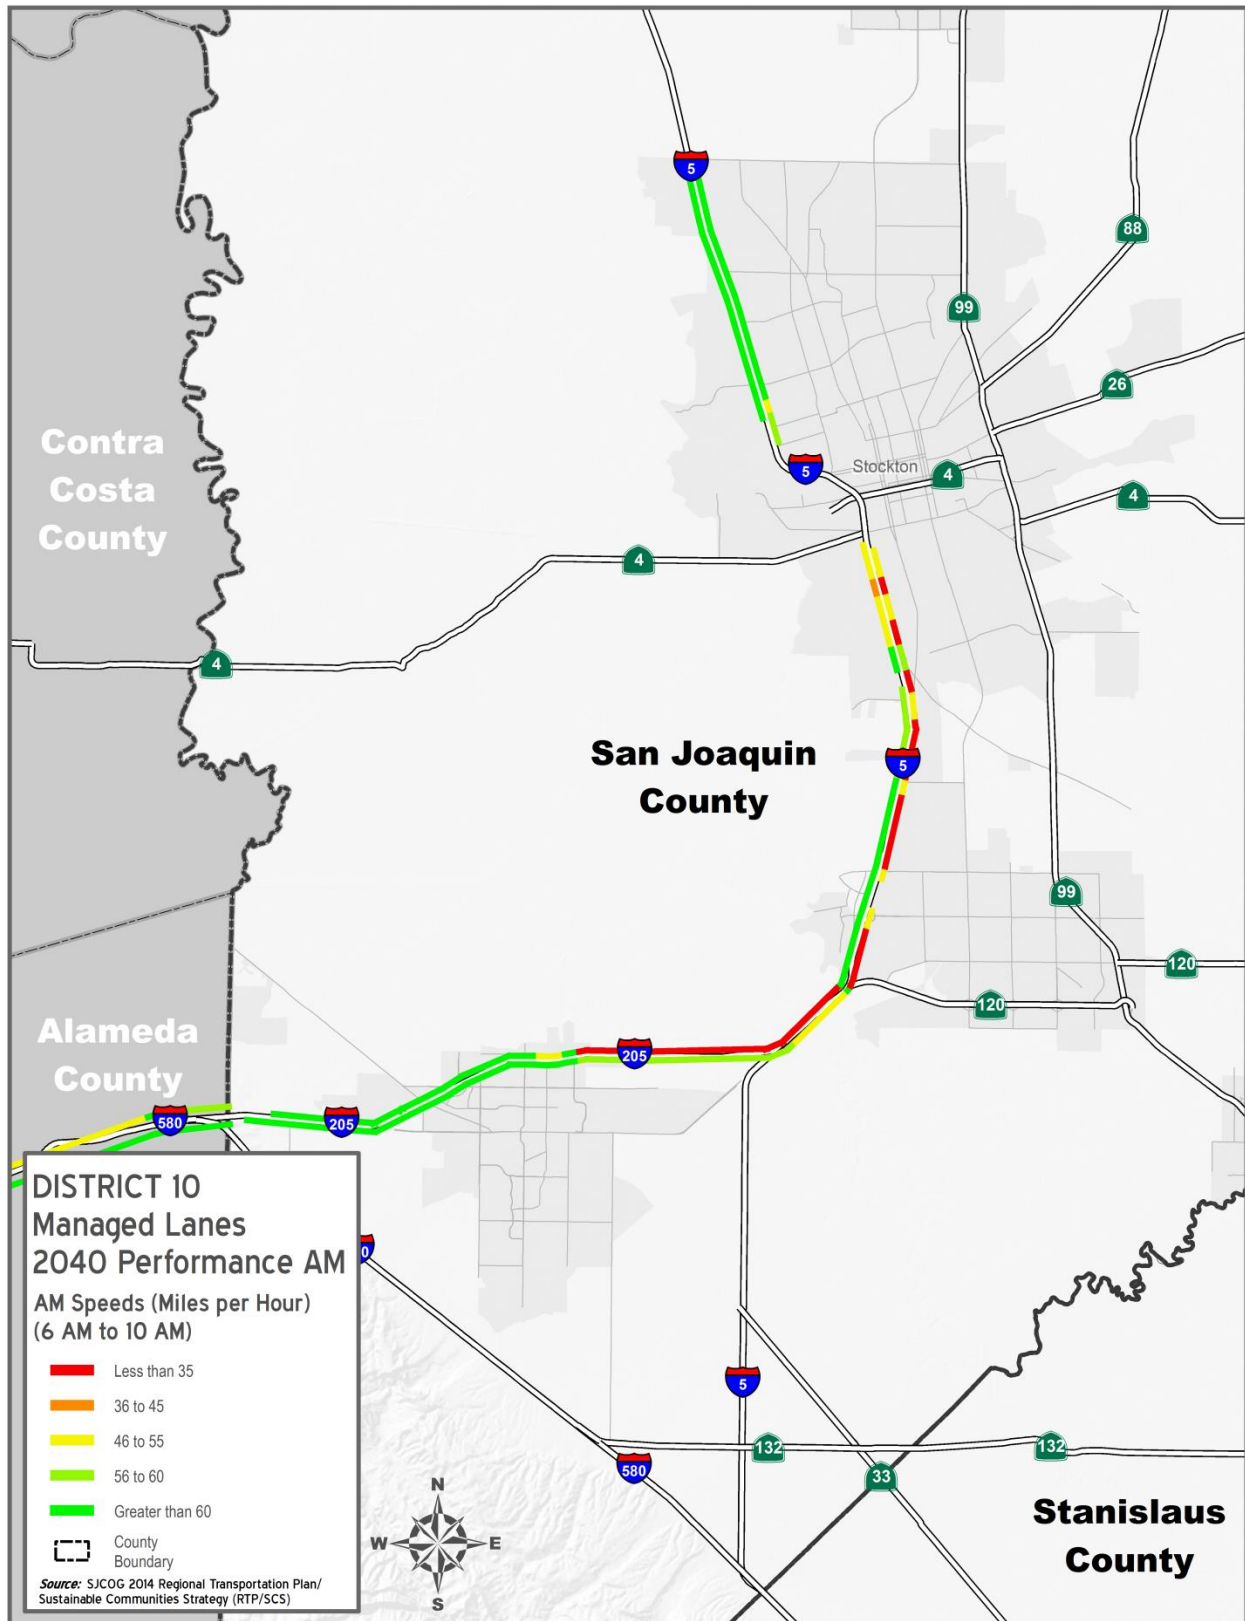 5
88
99
26
Contra
Costa
County
5
Stockton
4
4
4
4
San Joaquin
County
5
99
120
120
Alameda
County
205
580
205
DISTRICT 10
Managed Lanes
2040 Performance AM
0
AM Speeds (Miles per Hour)
(6 AM to 10 AM)
Less than 35
36 to 45
46 to 55
56 to 60
Greater than 60
County
Boundary
Source: SJCOG 2014 Regional Transportation Plan/
Sustainable Communities Strategy (RTP/SCS)
5
132
132
580
33
N
W
E
S
Stanislaus
County